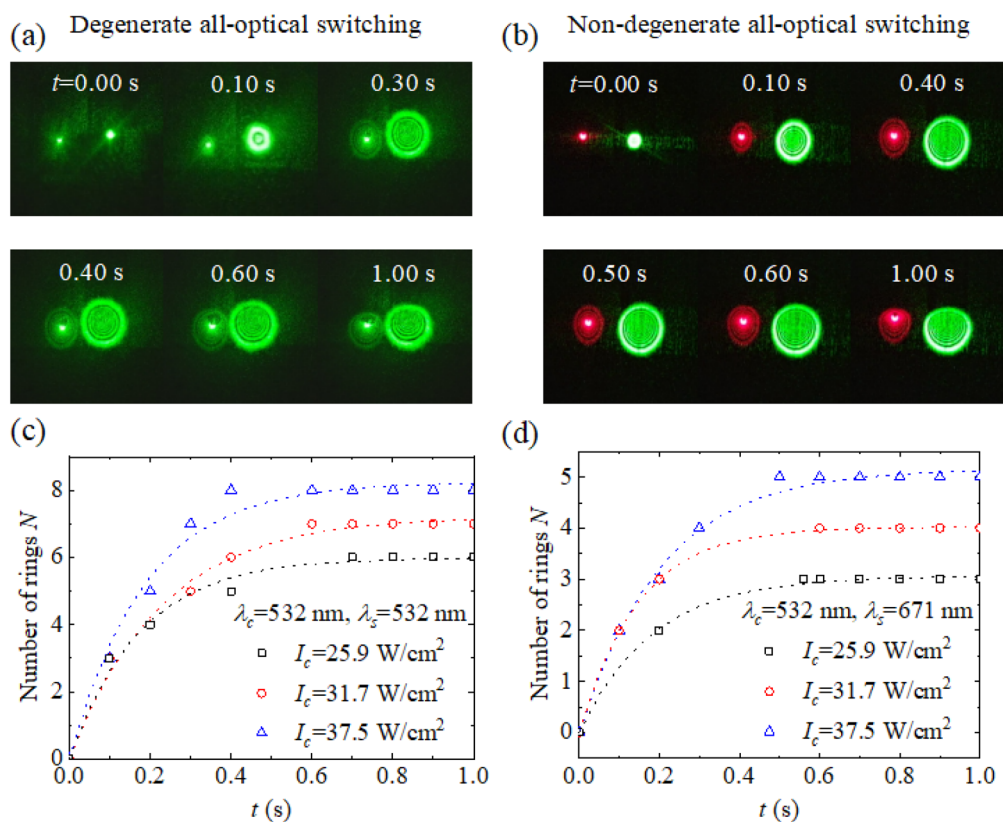 (a) Degenerate all-optical switching
t=0.00 s 0.10 s 0.30 s
0.40 s 0.60 s 1.00 s
(b) Non-degenerate all-optical switching
t=0.00 s 0.10 s 0.40 s
0.50 s 0.60 s 1.00 s
(c)
Number of rings N
8
6
4
2
0
λc=532 nm, λs=532 nm
Ic=25.9 W/cm²
Ic=31.7 W/cm²
Ic=37.5 W/cm²
0.0 0.2 0.4 0.6 0.8 1.0
t (s)
(d)
Number of rings N
5
4
3
2
1
0
λc=532 nm, λs=671 nm
Ic=25.9 W/cm²
Ic=31.7 W/cm²
Ic=37.5 W/cm²
0.0 0.2 0.4 0.6 0.8 1.0
t (s)